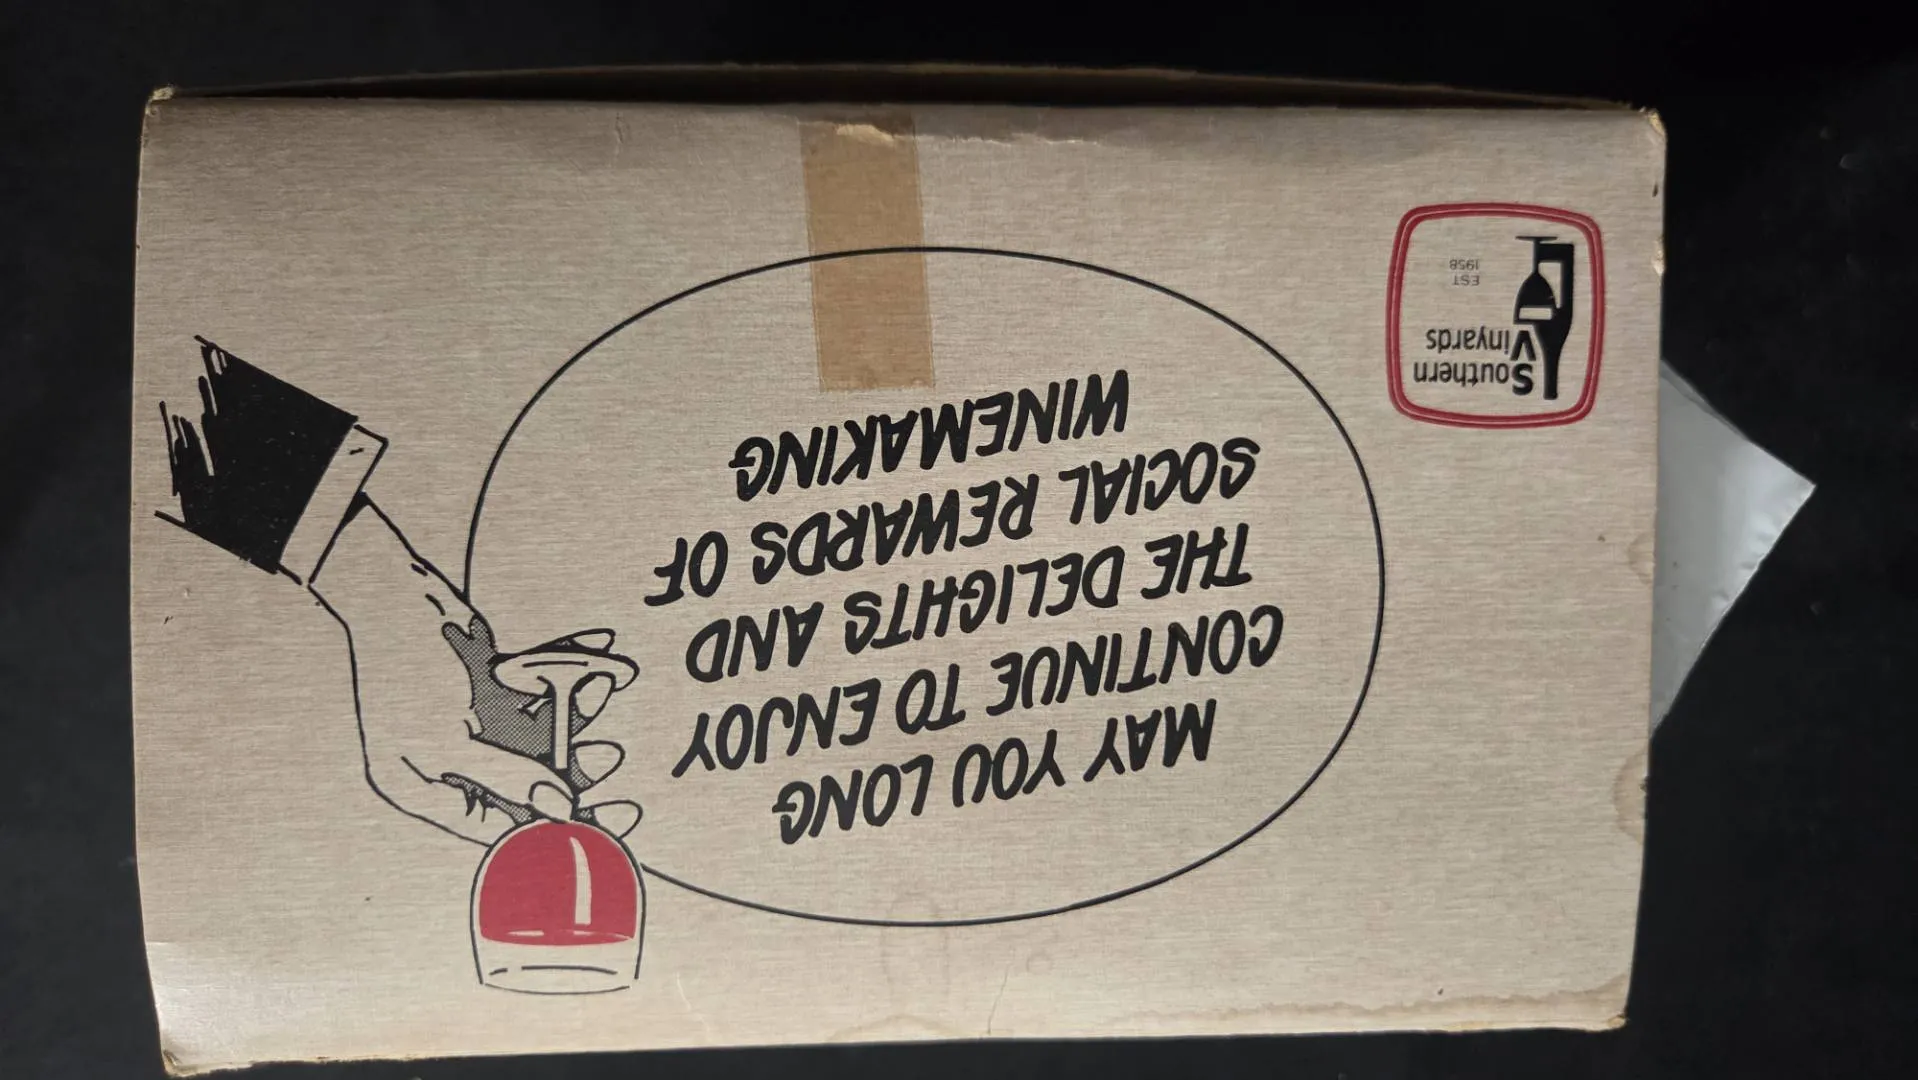 MAY YOU LONG
CONTINUE TO ENJOY
THE DELIGHTS AND
SOCIAL REWARDS OF
WINEMAKING
Southern
Vinyards
EST
1958